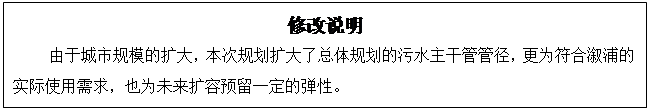 修改说明
由于城市规模的扩大，本次规划扩大了总体规划的污水主干管管径，更为符合溆浦的
实际使用需求，也为未来扩容预留一定的弹性。